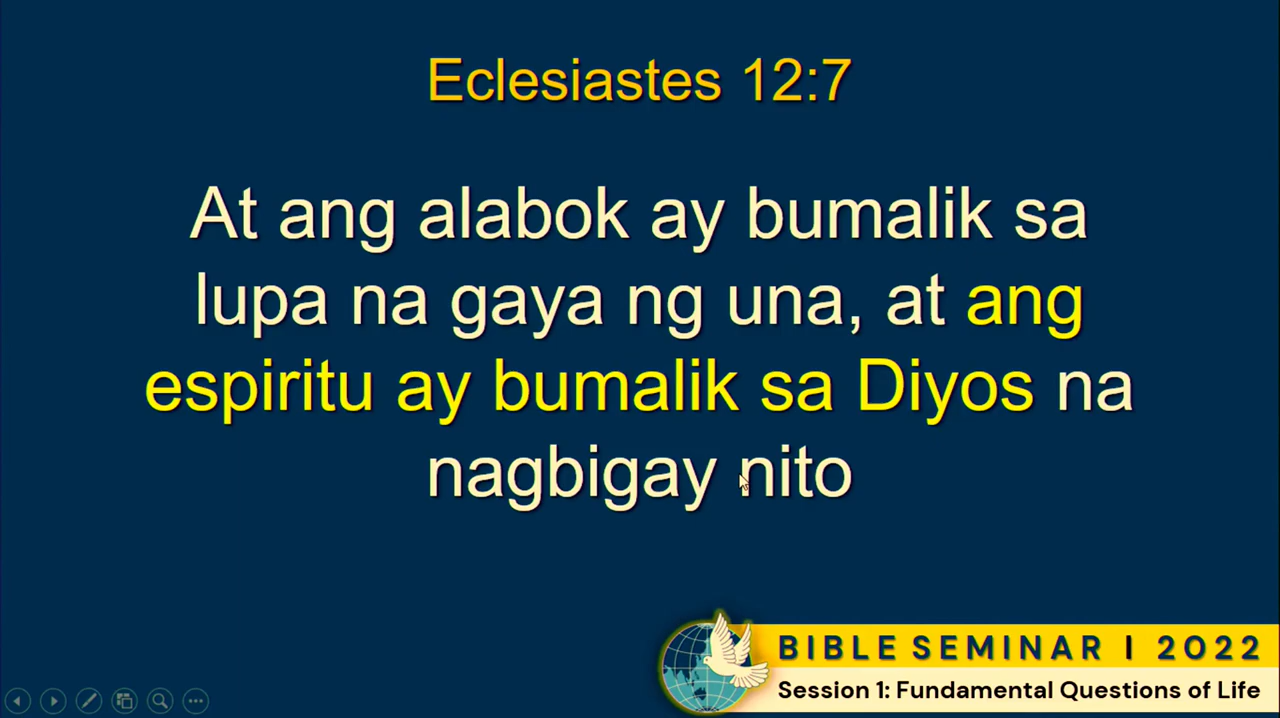 Eclesiastes 12:7
At ang alabok ay bumalik sa
lupa na gaya ng una, at ang
espiritu ay bumalik sa Diyos na
nagbigay nito
BIBLE SEMINAR | 2022
Session 1: Fundamental Questions of Life